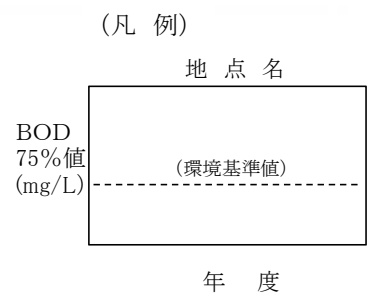 (凡 例)
地 点 名
BOD
75%値
(mg/L)
(環境基準値)
年 度